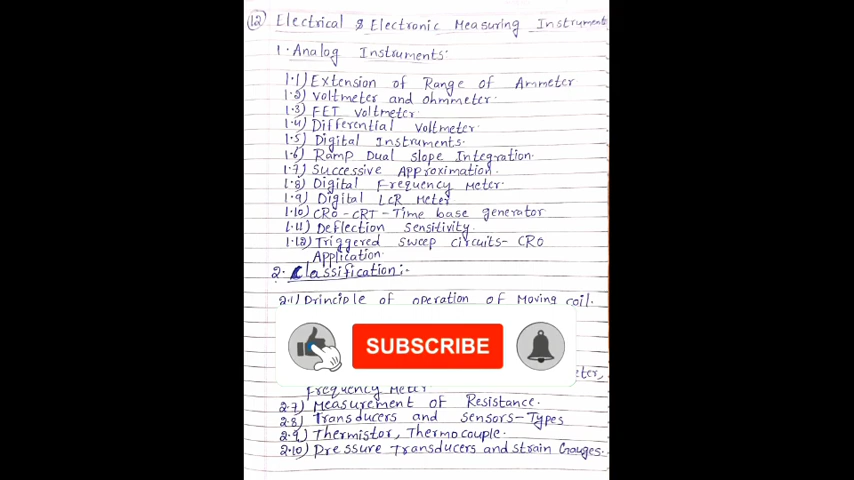 12 Electrical & Electronic Measuring Instrument
1. Analog Instruments.
1.1) Extension of Range of Ammeter
1.2) Voltmeter and ohmmeter.
1.3) FET Voltmeter
1.4) Differential Voltmeter.
1.5) Digital Instruments.
1.6) Ramp Dual slope Integration.
1.7) Successive Approximation.
1.8) Digital Frequency Meter.
1.9) Digital LCR Meter
1.10) CRO-CRT-Time base generator
1.11) Deflection Sensitivity.
1.12) Triggered sweep circuits- CRO
Application.
2. Classification:.
2.1) Principle of operation of Moving coil.
SUBSCRIBE
eter,
Frequency Meter.
2.7) Measurement of Resistance.
2.8) Transducers and sensors-Types
2.9) Thermistor, Thermocouple.
2.10) Pressure Transducers and strain Gauges.